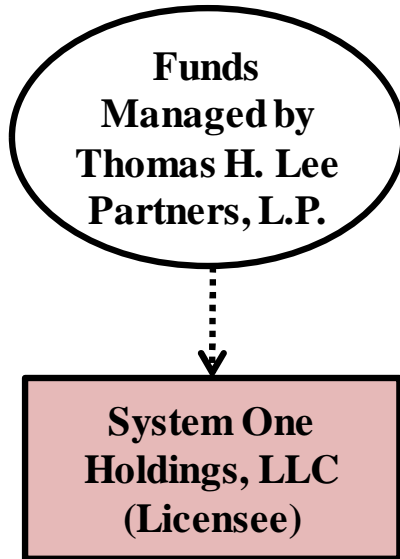 Funds
Managed by
Thomas H. Lee
Partners, L.P.
System One
Holdings, LLC
(Licensee)